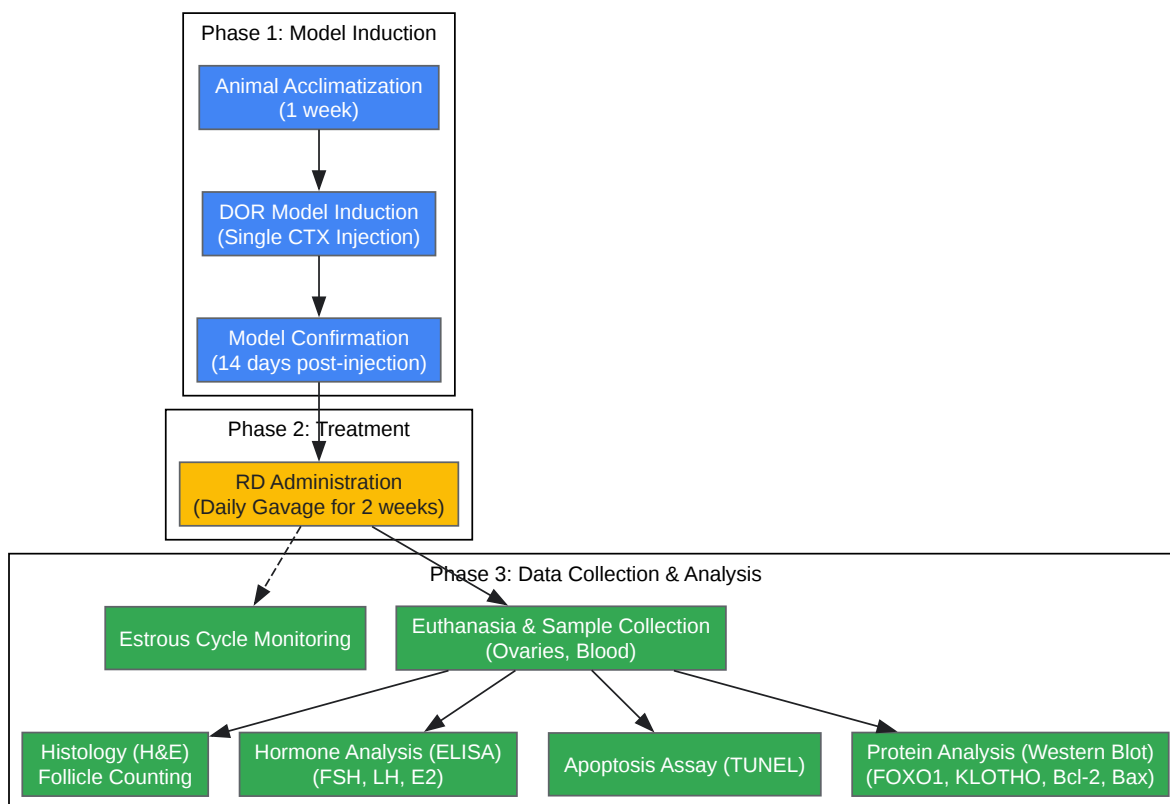 Phase 1: Model Induction
Animal Acclimatization
(1 week)
DOR Model Induction
(Single CTX Injection)
Model Confirmation
(14 days post-injection)
Phase 2: Treatment
RD Administration
(Daily Gavage for 2 weeks)
Phase 3: Data Collection & Analysis
Estrous Cycle Monitoring
Euthanasia & Sample Collection
(Ovaries, Blood)
Histology (H&E)
Follicle Counting
Hormone Analysis (ELISA)
(FSH, LH, E2)
Apoptosis Assay (TUNEL)
Protein Analysis (Western Blot)
(FOXO1, KLOTHO, Bcl-2, Bax)